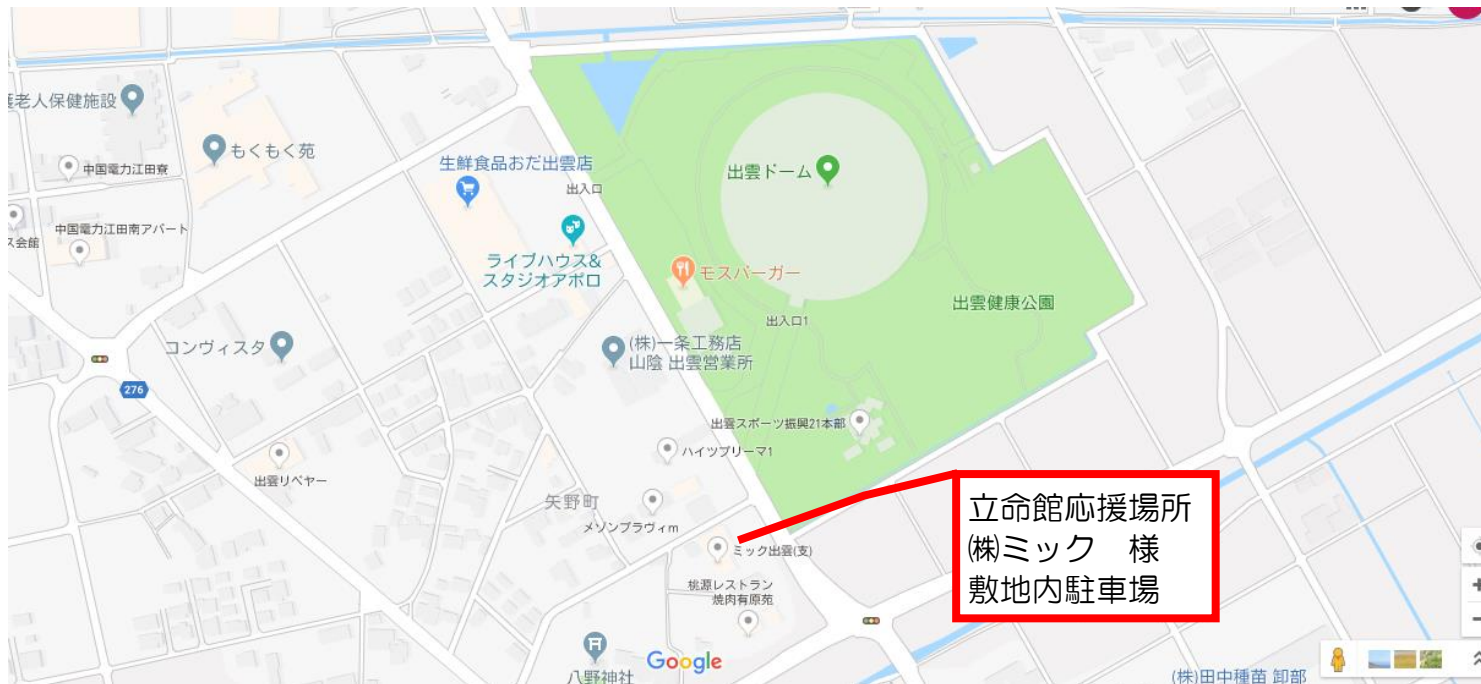 護老人保健施設
もくもく苑
中国電力江田寮
生鮮食品おだ出雲店
出入口
出雲ドーム
ス会館
中国電力江田南アパート
ライブハウス&
スタジオアポロ
モスバーガー
出雲健康公園
出入口1
(株)一条工務店
山陰 出雲営業所
コンヴィスタ
276
出雲スポーツ振興21本部
ハイツプリーマ1
出雲リペヤー
矢野町
メゾンプラヴィm
ミック出雲(支)
立命館応援場所
㈱ミック 様
敷地内駐車場
桃源レストラン
焼肉有原苑
八野神社
Google
(株)田中種苗 卸部